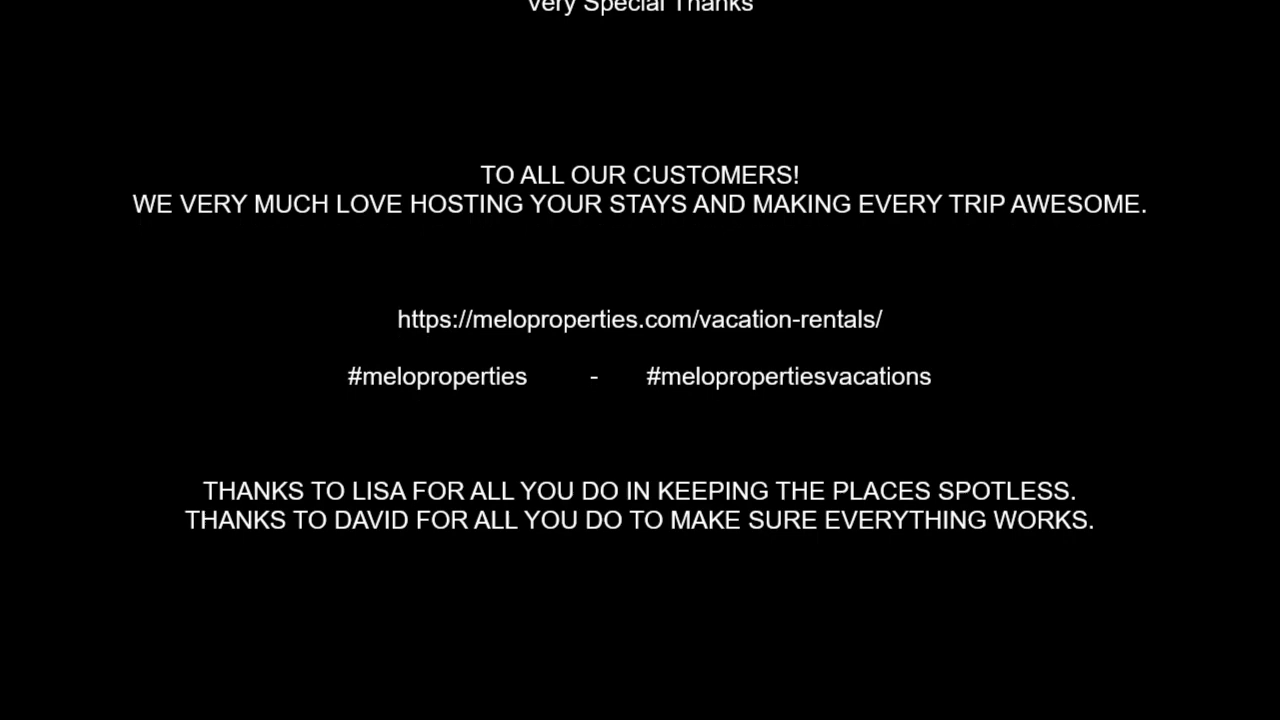 Very Special Thanks
TO ALL OUR CUSTOMERS!
WE VERY MUCH LOVE HOSTING YOUR STAYS AND MAKING EVERY TRIP AWESOME.
https://meloproperties.com/vacation-rentals/
#meloproperties - #melopropertiesvacations
THANKS TO LISA FOR ALL YOU DO IN KEEPING THE PLACES SPOTLESS.
THANKS TO DAVID FOR ALL YOU DO TO MAKE SURE EVERYTHING WORKS.